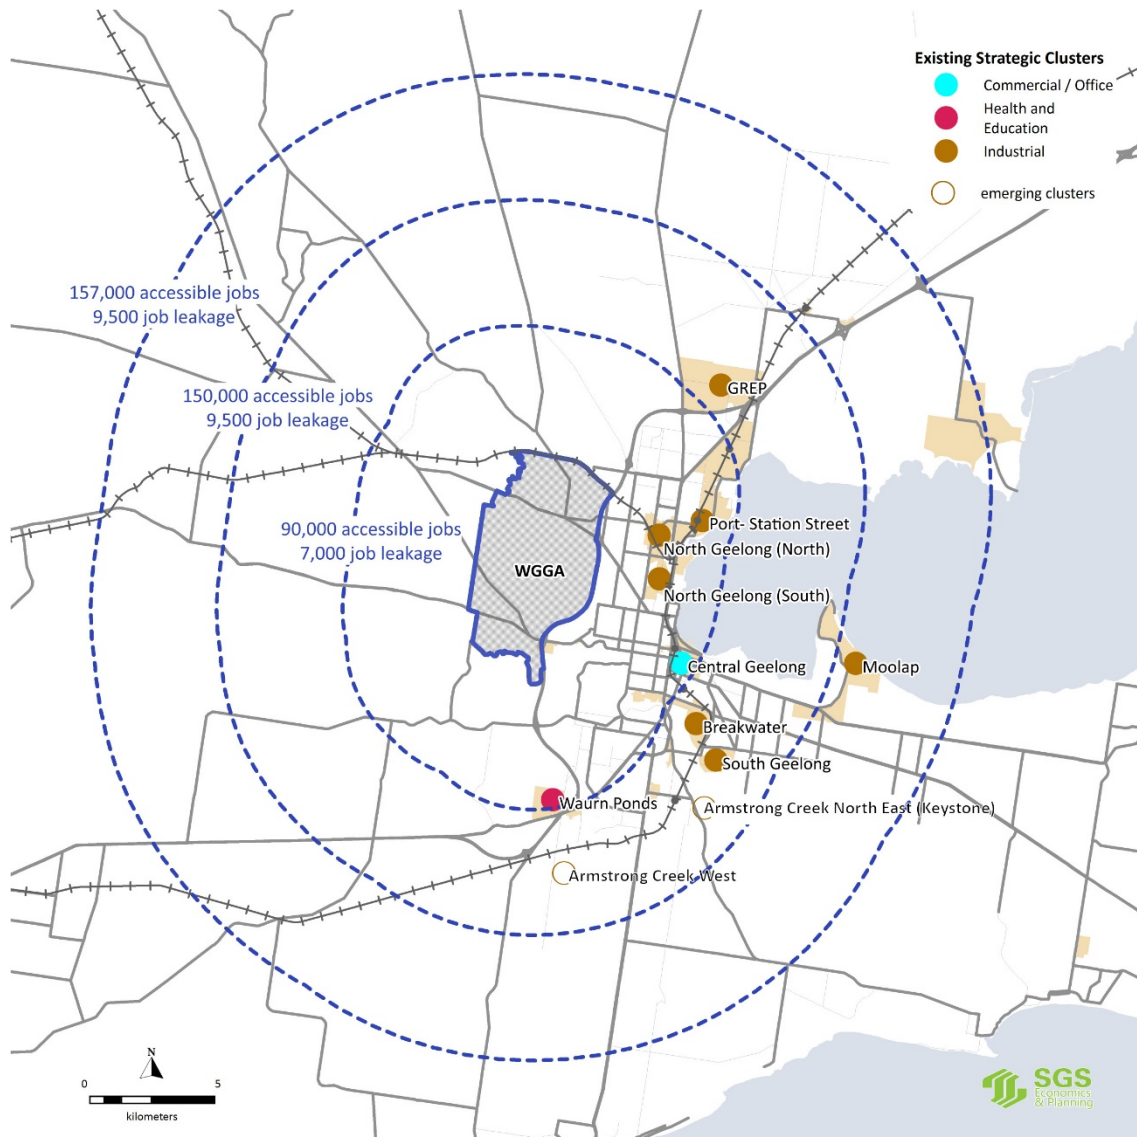 Existing Strategic Clusters
Commercial / Office
Health and
Education
Industrial
emerging clusters
157,000 accessible jobs
9,500 job leakage
150,000 accessible jobs
9,500 job leakage
90,000 accessible jobs
7,000 job leakage
WGGA
GREP
Port- Station Street
North Geelong (North)
North Geelong (South)
Central Geelong
Moolap
Breakwater
South Geelong
Waurn Ponds
Armstrong Creek North East (Keystone)
Armstrong Creek West
N
0 5
kilometers
SGS
Economics
& Planning